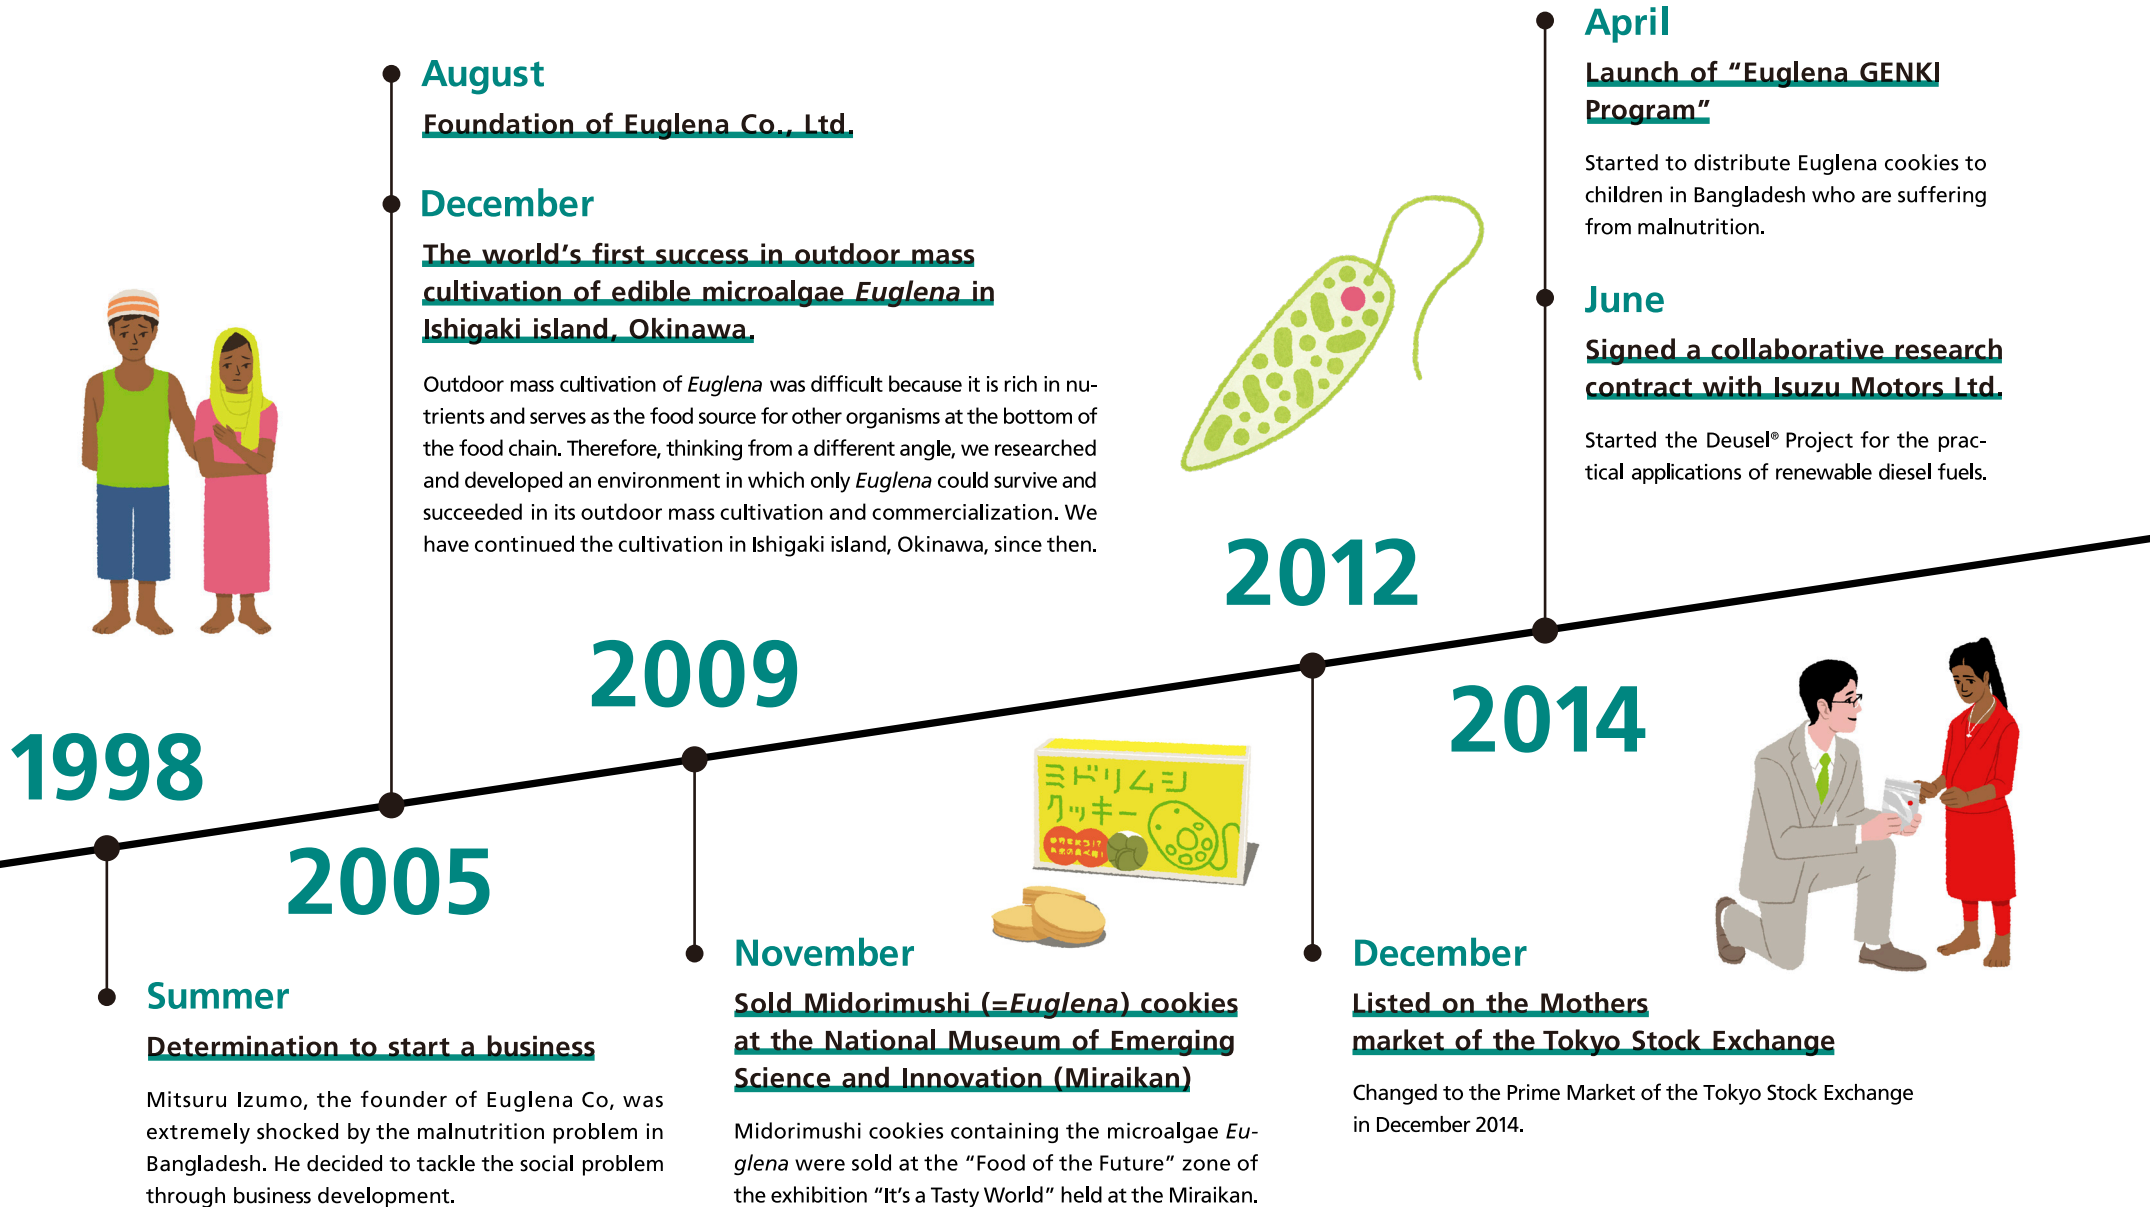 1998
Summer
Determination to start a business
Mitsuru Izumo, the founder of Euglena Co, was
extremely shocked by the malnutrition problem in
Bangladesh. He decided to tackle the social problem
through business development.
2005
August
Foundation of Euglena Co., Ltd.
December
The world's first success in outdoor mass
cultivation of edible microalgae Euglena in
Ishigaki island, Okinawa.
Outdoor mass cultivation of Euglena was difficult because it is rich in nu-
trients and serves as the food source for other organisms at the bottom of
the food chain. Therefore, thinking from a different angle, we researched
and developed an environment in which only Euglena could survive and
succeeded in its outdoor mass cultivation and commercialization. We
have continued the cultivation in Ishigaki island, Okinawa, since then.
2009
November
Sold Midorimushi (=Euglena) cookies
at the National Museum of Emerging
Science and Innovation (Miraikan)
Midorimushi cookies containing the microalgae Eu-
glena were sold at the “Food of the Future” zone of
the exhibition “It's a Tasty World” held at the Miraikan.
ミドリムシ
クッキー
2012
December
Listed on the Mothers
market of the Tokyo Stock Exchange
Changed to the Prime Market of the Tokyo Stock Exchange
in December 2014.
2014
April
Launch of “Euglena GENKI
Program”
Started to distribute Euglena cookies to
children in Bangladesh who are suffering
from malnutrition.
June
Signed a collaborative research
contract with Isuzu Motors Ltd.
Started the Deusel® Project for the prac-
tical applications of renewable diesel fuels.